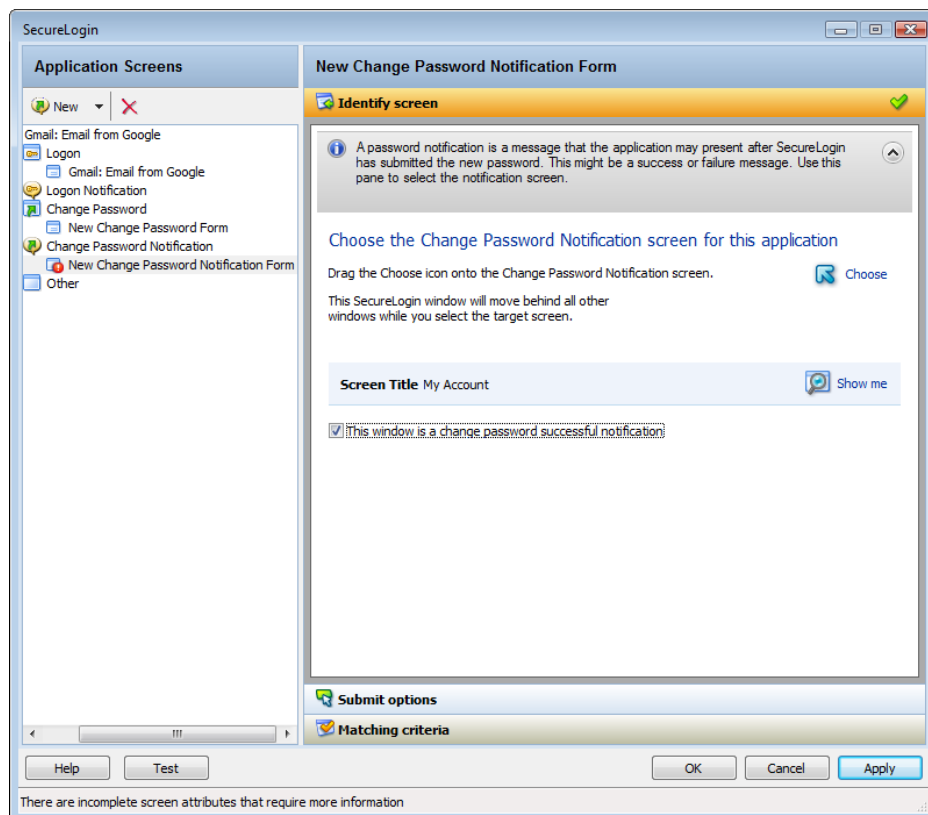 SecureLogin
Application Screens
New
Gmail: Email from Google
Logon
Gmail: Email from Google
Logon Notification
Change Password
New Change Password Form
Change Password Notification
New Change Password Notification Form
Other
New Change Password Notification Form
Identify screen
A password notification is a message that the application may present after SecureLogin
has submitted the new password. This might be a success or failure message. Use this
pane to select the notification screen.
Choose the Change Password Notification screen for this application
Drag the Choose icon onto the Change Password Notification screen.
Choose
This SecureLogin window will move behind all other
windows while you select the target screen.
Screen Title My Account
Show me
This window is a change password successful notification
Submit options
Matching criteria
Help
Test
OK
Cancel
Apply
There are incomplete screen attributes that require more information